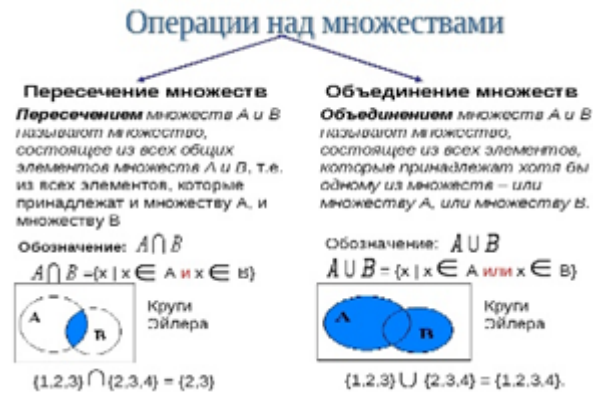 Операции над множествами
Пересечение множеств
Пересечением множеств А и В
называют множество,
состоящее из всех общих
элементов множеств А и В, т.е.
из всех элементов, которые
принадлежат и множеству А, и
множеству В
Обозначение: A⋂B
A⋂B ={x | x ∈ A и x ∈ B}
А
В
Круги
Эйлера
{1,2,3}⋂{2,3,4} = {2,3}
Объединение множеств
Объединением множеств А и В
называют множество,
состоящее из всех элементов,
которые принадлежат хотя бы
одному из множеств – или
множеству А, или множеству В.
Обозначение: A∪B
A∪B = {x | x ∈ A или x ∈ B}
А
В
Круги
Эйлера
{1,2,3}∪ {2,3,4} = {1,2,3,4}.